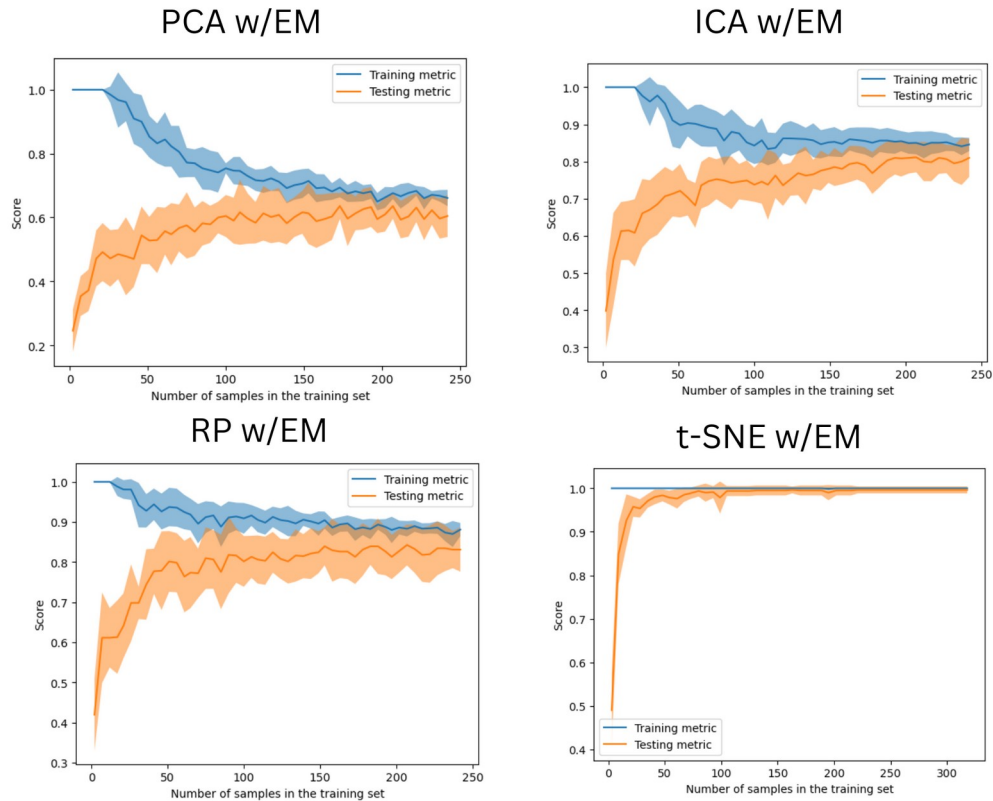 PCA w/EM
ICA w/EM
Training metric
Testing metric
1.0
0.8
0.6
0.4
0.2
Score
0
50
100
150
200
250
Number of samples in the training set
Training metric
Testing metric
1.0
0.9
0.8
0.7
0.6
0.5
0.4
0.3
Score
0
50
100
150
200
250
Number of samples in the training set
RP w/EM
t-SNE w/EM
Training metric
Testing metric
1.0
0.9
0.8
0.7
0.6
0.5
0.4
0.3
Score
0
50
100
150
200
250
Number of samples in the training set
1.0
0.9
0.8
0.7
0.6
0.5
0.4
Score
Training metric
Testing metric
0
50
100
150
200
250
300
Number of samples in the training set